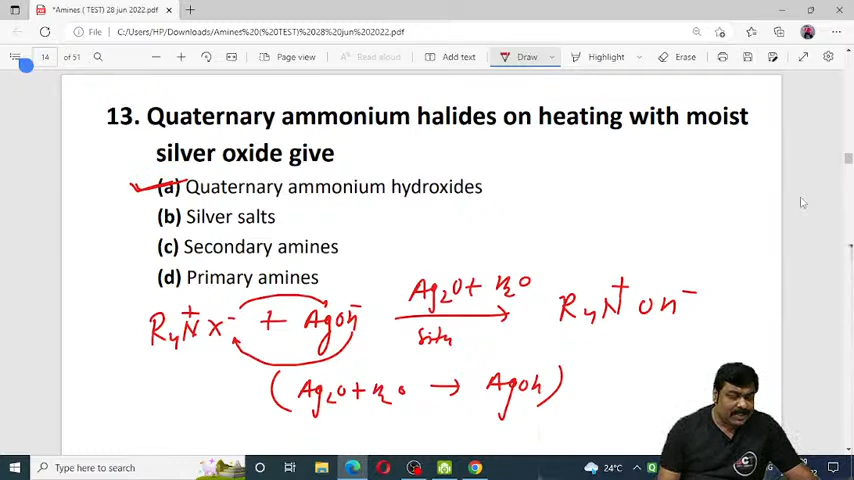 *Amines ( TEST) 28 jun 2022.pdf
File
C:/Users/HP/Downloads/Amines%20(%20TEST)%2028%20jun%202022.pdf
14 of 51
Page view
Add text
Draw
Highlight
Erase
13. Quaternary ammonium halides on heating with moist
silver oxide give
(a) Quaternary ammonium hydroxides
(b) Silver salts
(c) Secondary amines
(d) Primary amines
Ag2O + H2O
R4N+ X- + AgOH- R4N+ OH-
(Ag2O + H2O → AgOH)
Type here to search
24°C